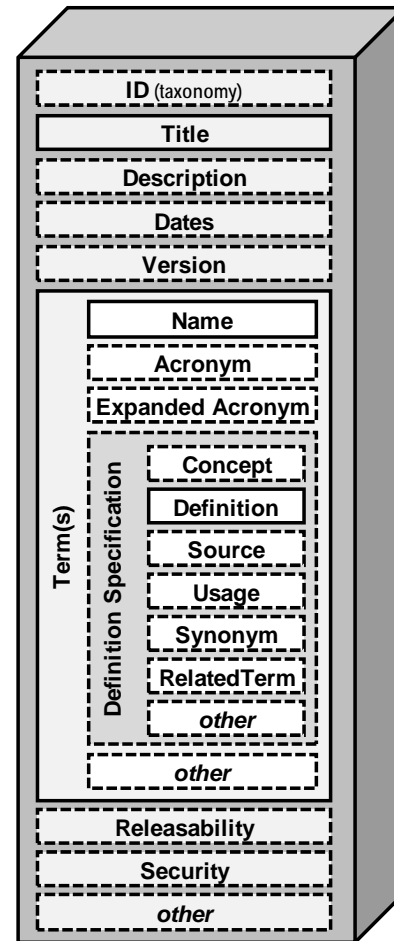 ID (taxonomy)
Title
Description
Dates
Version
Term(s)
Name
Acronym
Expanded Acronym
Definition Specification
Concept
Definition
Source
Usage
Synonym
RelatedTerm
other
other
Releasability
Security
other